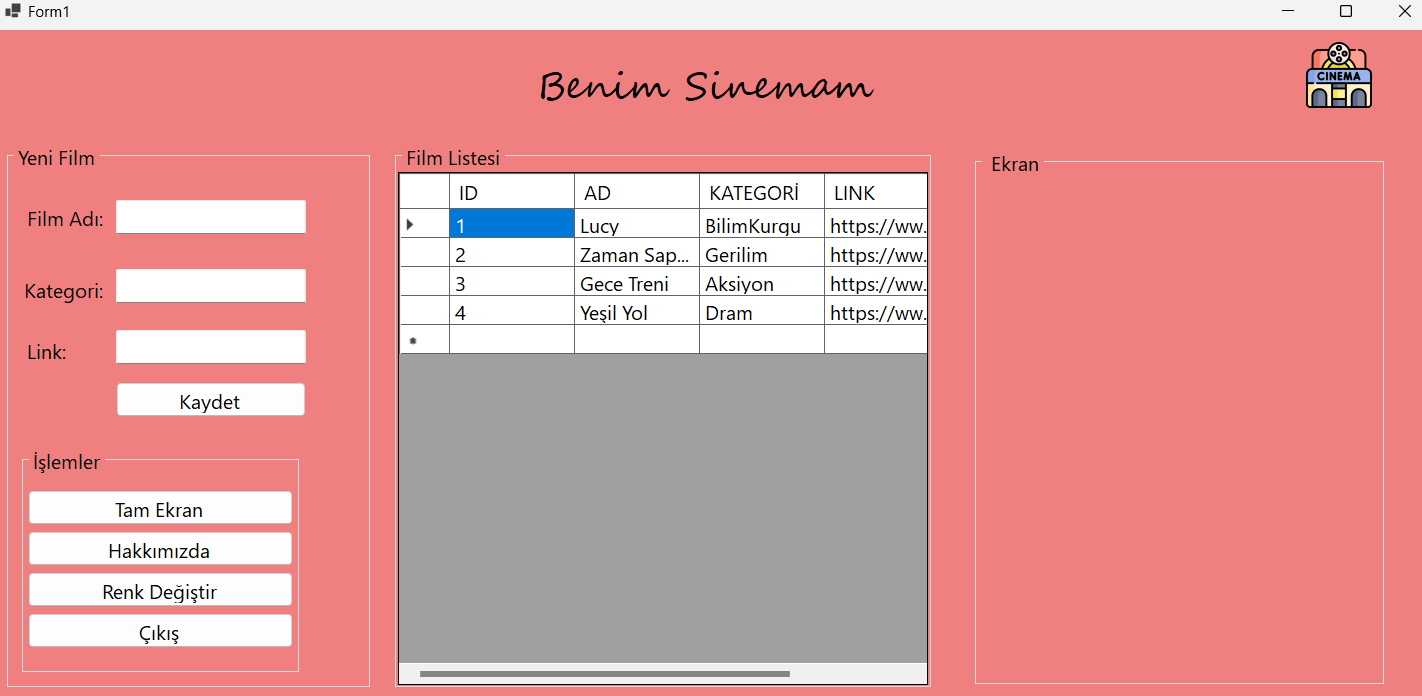 Form1
Benim Sinemam
CINEMA
Yeni Film
Film Adı:
Kategori:
Link:
Kaydet
İşlemler
Tam Ekran
Hakkımızda
Renk Değiştir
Çıkış
Film Listesi
ID AD KATEGORİ LINK
1 Lucy BilimKurgu https://ww.
2 Zaman Sap... Gerilim https://ww.
3 Gece Treni Aksiyon https://ww.
4 Yeşil Yol Dram https://ww.
Ekran